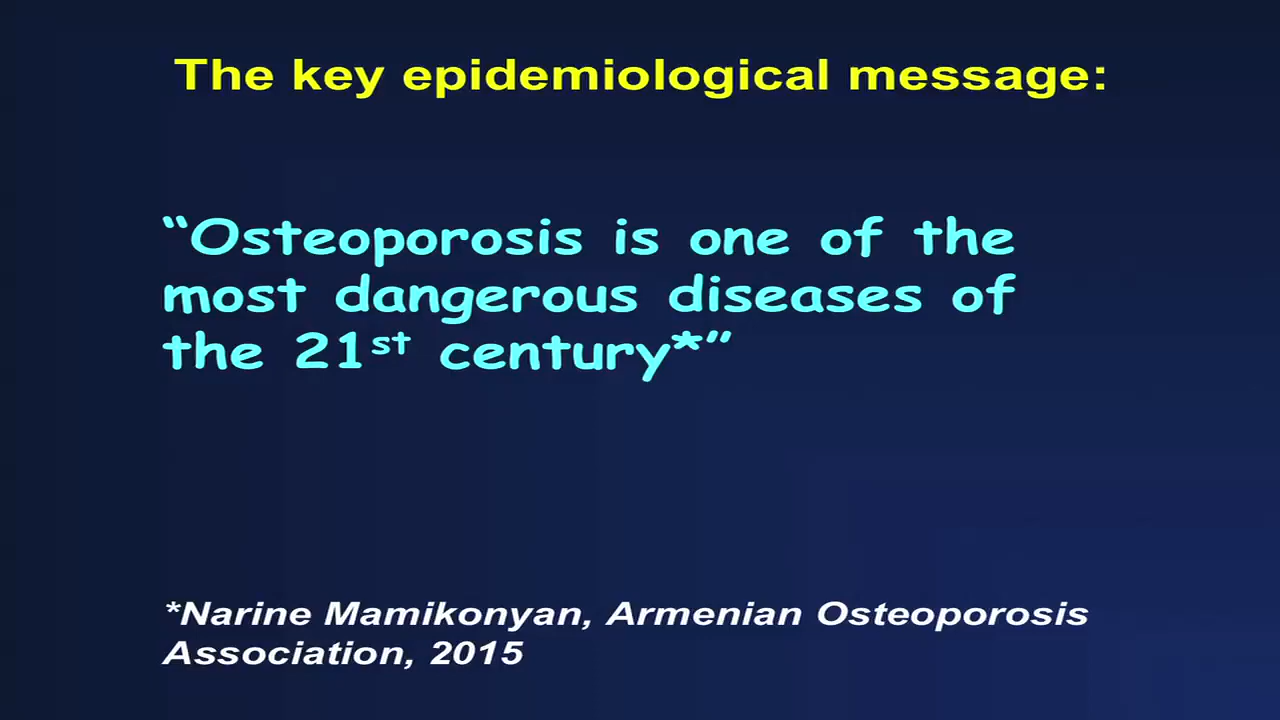 The key epidemiological message:
“Osteoporosis is one of the
most dangerous diseases of
the 21st century*”
*Narine Mamikonyan, Armenian Osteoporosis
Association, 2015